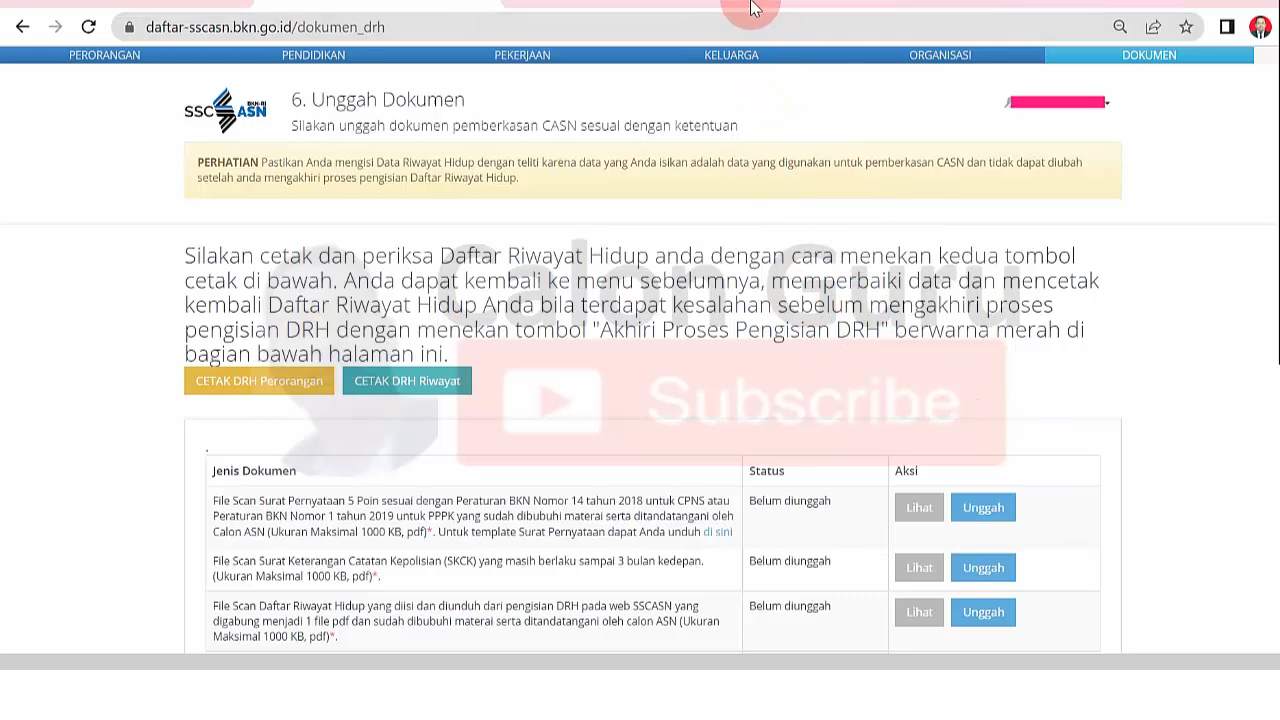 daftar-sscasn.bkn.go.id/dokumen_drh
PERORANGAN PENDIDIKAN PEKERJAAN KELUARGA ORGANISASI DOKUMEN
SSC ASN BKN-RI
6. Unggah Dokumen
Silakan unggah dokumen pemberkasan CASN sesuai dengan ketentuan
PERHATIAN Pastikan Anda mengisi Data Riwayat Hidup dengan teliti karena data yang Anda isikan adalah data yang digunakan untuk pemberkasan CASN dan tidak dapat diubah
setelah anda mengakhiri proses pengisian Daftar Riwayat Hidup.
Silakan cetak dan periksa Daftar Riwayat Hidup anda dengan cara menekan kedua tombol
cetak di bawah. Anda dapat kembali ke menu sebelumnya, memperbaiki data dan mencetak
kembali Daftar Riwayat Hidup Anda bila terdapat kesalahan sebelum mengakhiri proses
pengisian DRH dengan menekan tombol "Akhiri Proses Pengisian DRH" berwarna merah di
bagian bawah halaman ini.
Calon Guru
CETAK DRH Perorangan CETAK DRH Riwayat
Subscribe
.
Jenis Dokumen Status Aksi
File Scan Surat Pernyataan 5 Poin sesuai dengan Peraturan BKN Nomor 14 tahun 2018 untuk CPNS atau
Peraturan BKN Nomor 1 tahun 2019 untuk PPPK yang sudah dibubuhi materai serta ditandatangani oleh
Calon ASN (Ukuran Maksimal 1000 KB, pdf)*. Untuk template Surat Pernyataan dapat Anda unduh di sini
Belum diunggah Lihat Unggah
File Scan Surat Keterangan Catatan Kepolisian (SKCK) yang masih berlaku sampai 3 bulan kedepan.
(Ukuran Maksimal 1000 KB, pdf)*.
Belum diunggah Lihat Unggah
File Scan Daftar Riwayat Hidup yang diisi dan diunduh dari pengisian DRH pada web SSCASN yang
digabung menjadi 1 file pdf dan sudah dibubuhi materai serta ditandatangani oleh calon ASN (Ukuran
Maksimal 1000 KB, pdf)*.
Belum diunggah Lihat Unggah